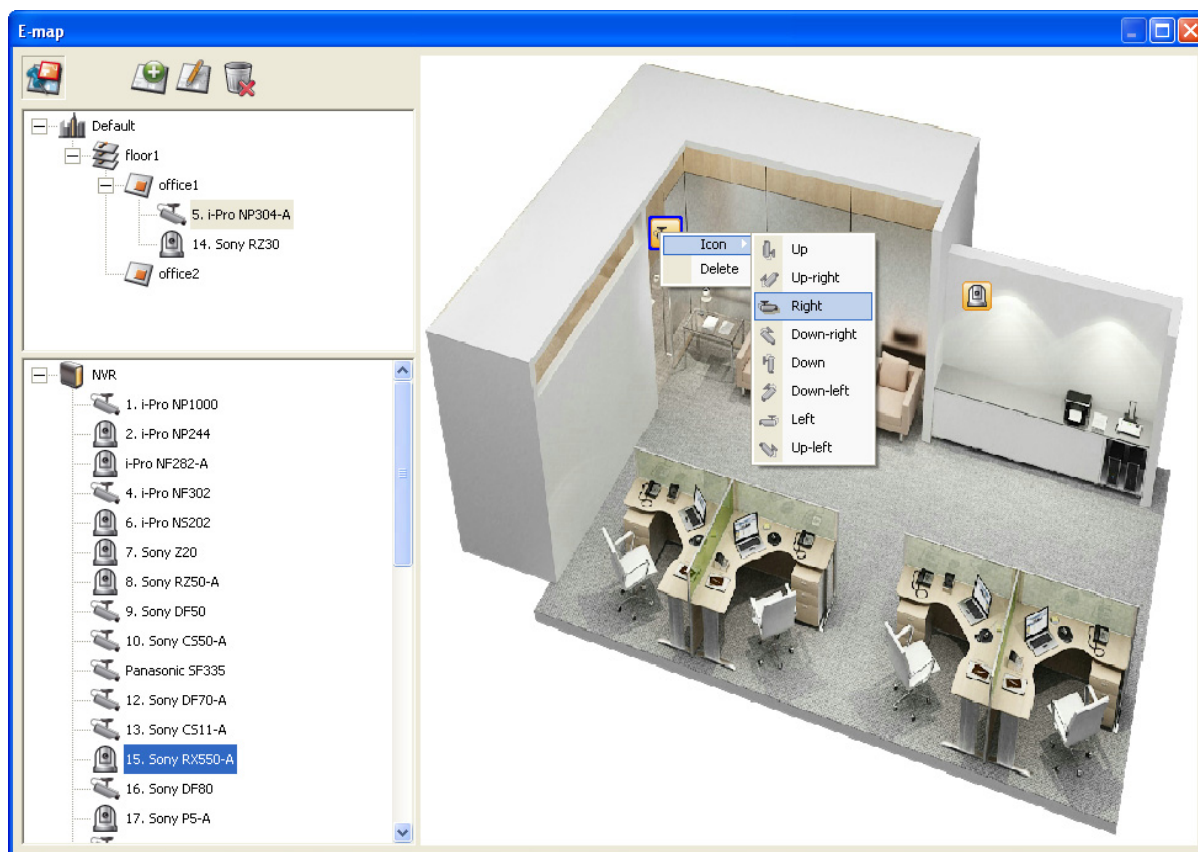 E-map
Default
floor1
office1
5. i-Pro NP304-A
14. Sony RZ30
office2
NVR
1. i-Pro NP1000
2. i-Pro NP244
i-Pro NF282-A
4. i-Pro NF302
6. i-Pro NS202
7. Sony Z20
8. Sony RZ50-A
9. Sony DF50
10. Sony CS50-A
Panasonic SF335
12. Sony DF70-A
13. Sony CS11-A
15. Sony RX550-A
16. Sony DF80
17. Sony P5-A
Icon
Delete
Up
Up-right
Right
Down-right
Down
Down-left
Left
Up-left